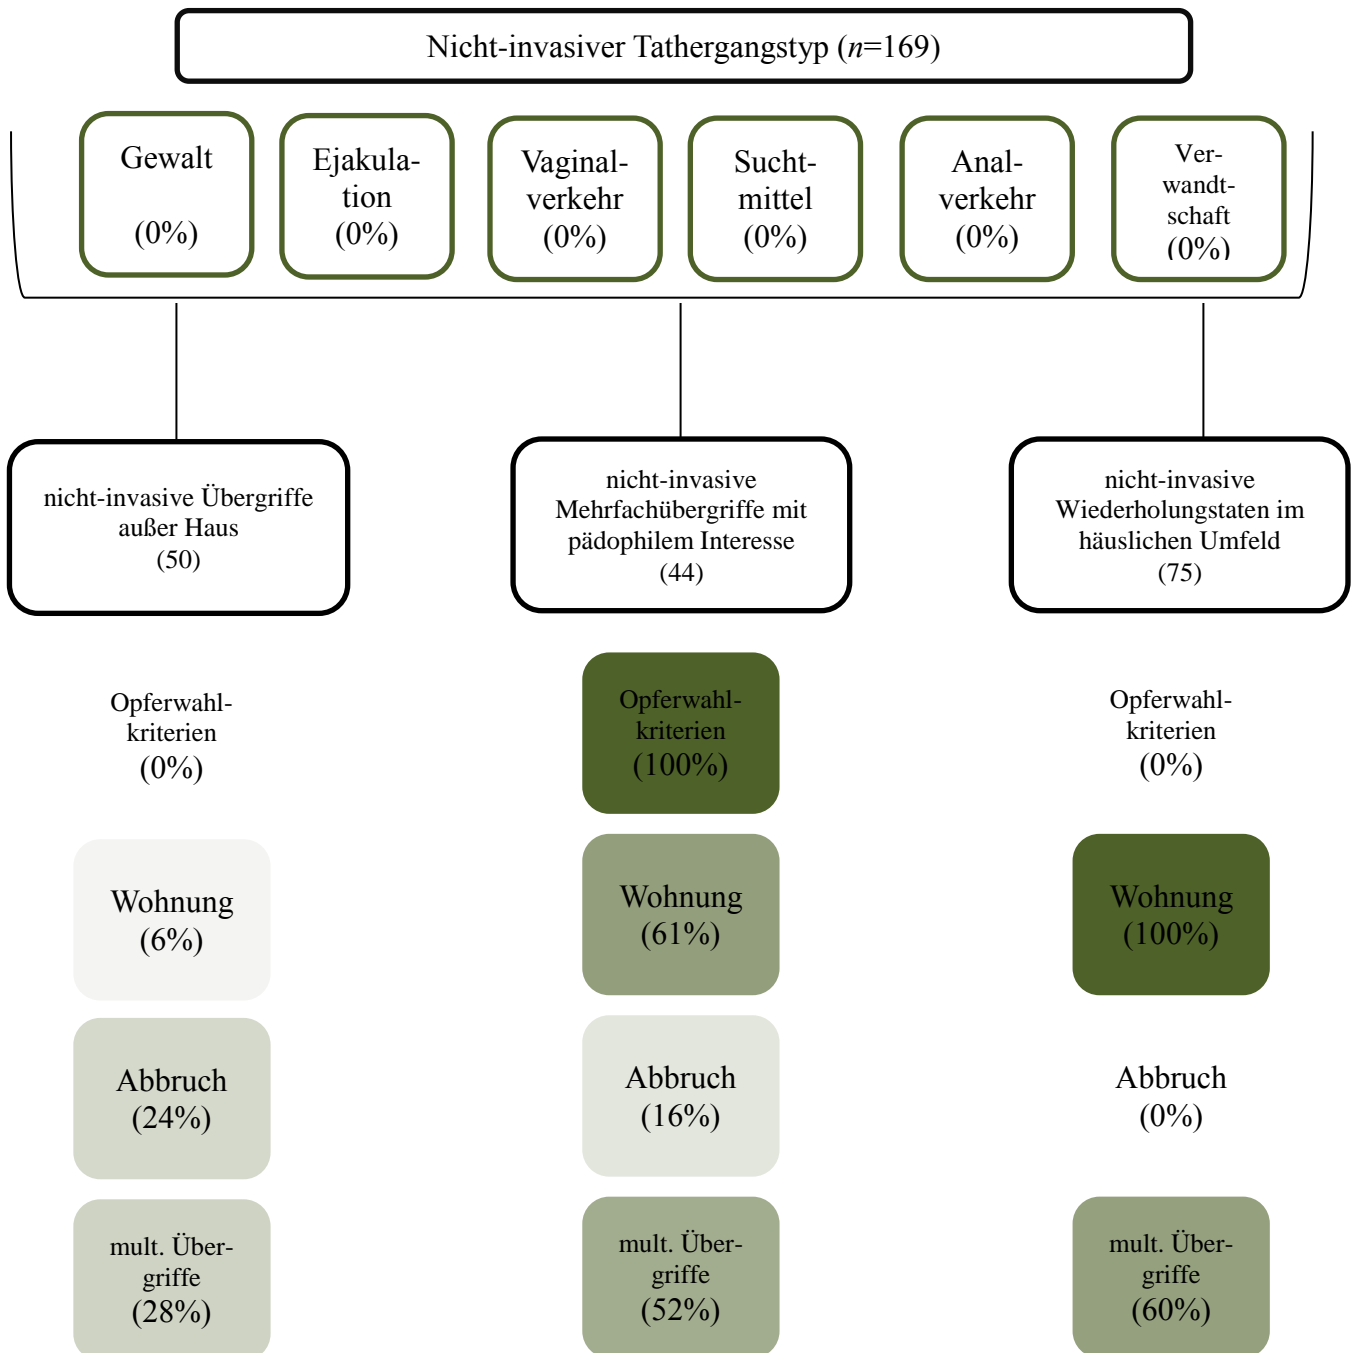 Nicht-invasiver Tathergangstyp (n=169)
Gewalt
(0%)
Ejakula-
tion
(0%)
Vaginal-
verkehr
(0%)
Sucht-
mittel
(0%)
Anal-
verkehr
(0%)
Ver-
wandt-
schaft
(0%)
nicht-invasive Übergriffe
außer Haus
(50)
nicht-invasive
Mehrfachübergriffe mit
pädophilem Interesse
(44)
nicht-invasive
Wiederholungstaten im
häuslichen Umfeld
(75)
Opferwahl-
kriterien
(0%)
Opferwahl-
kriterien
(100%)
Opferwahl-
kriterien
(0%)
Wohnung
(6%)
Wohnung
(61%)
Wohnung
(100%)
Abbruch
(24%)
Abbruch
(16%)
Abbruch
(0%)
mult. Über-
griffe
(28%)
mult. Über-
griffe
(52%)
mult. Über-
griffe
(60%)